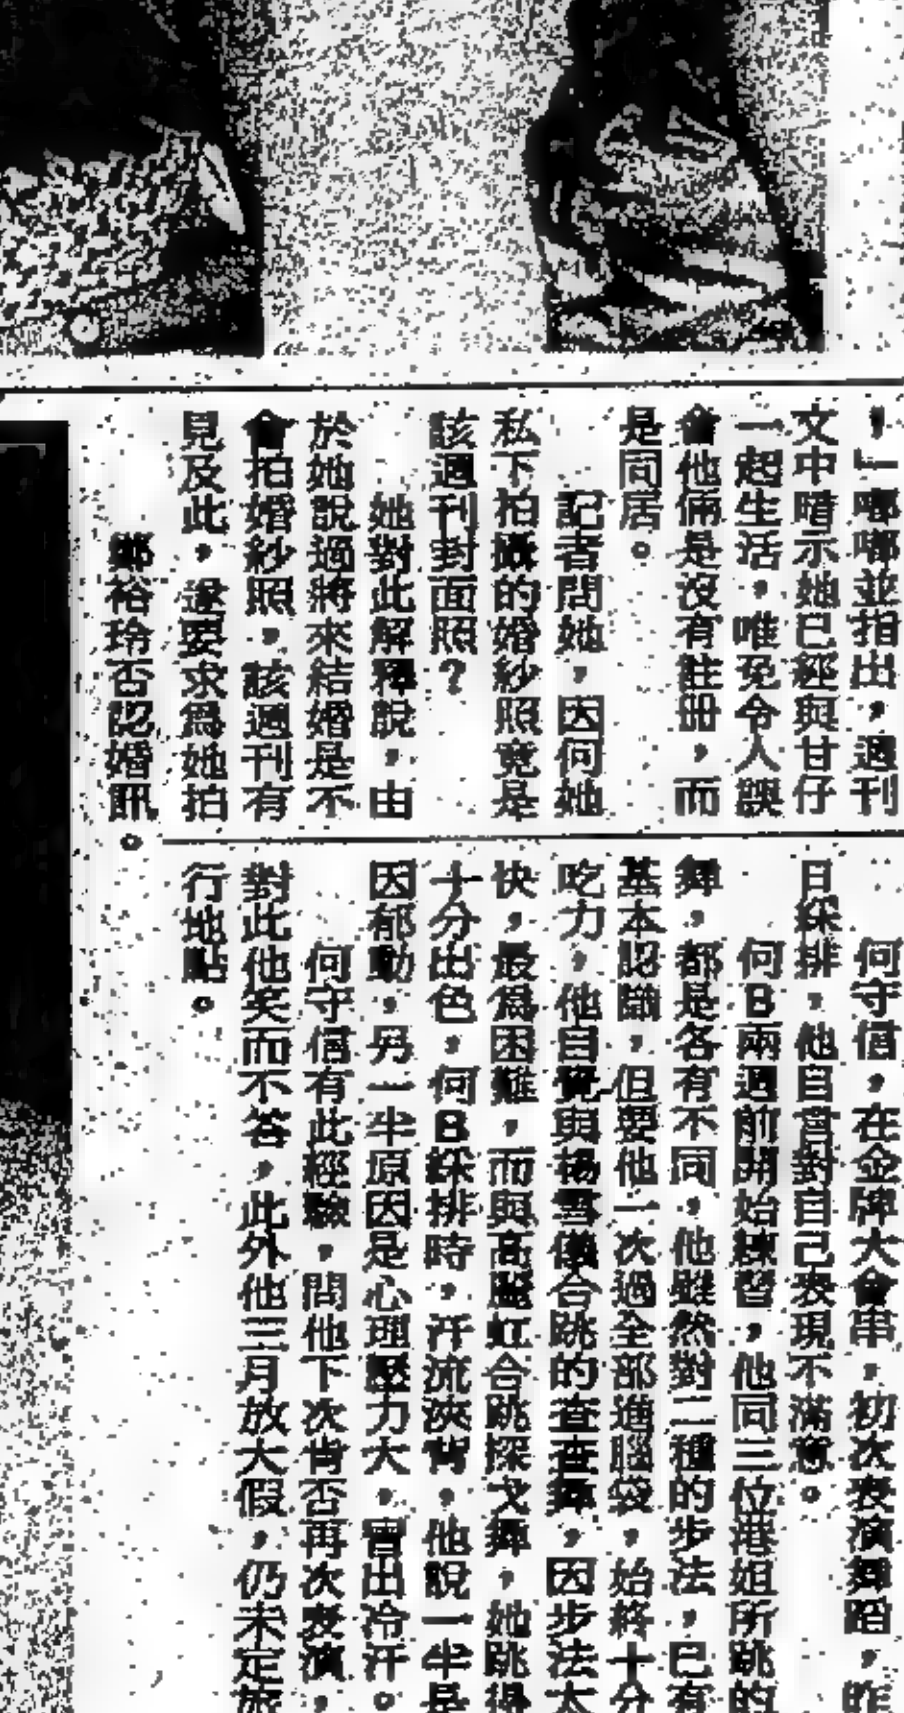 ！」嘟嘟並指出，週刊
文中暗示她已經與甘仔
一起生活，唯免令人誤
會他倆是沒有註冊，而
是同居。
記者問她，因何她
私下拍攝的婚紗照竟是
該週刊封面照？
她對此解釋說，由
於她說過將來結婚是不
會拍婚紗照，該週刊有
見及此，遂要求爲她拍
鄭裕玲否認婚訊。
何守信，在金牌大會串，初次表演舞蹈，昨
日綵排，他自言對自己表現不滿意。
何B兩週前開始練習，他同三位港姐所跳的
舞，都是各有不同，他雖然對二種的步法，已有
基本認識，但要他一次過全部進腦袋，始終十分
吃力，他自覺與楊雪儀合跳的查查舞，因步法太
快，最爲困難，而與高麗虹合跳探戈舞，她跳得
十分出色，何B綵排時，汗流浹背，他說一半是
因郁動，另一半原因是心理壓力大，會出冷汗。
何守信有此經驗，問他下次肯否再次表演，
對此他笑而不答，此外他三月放大假，仍未定旅
行地點。